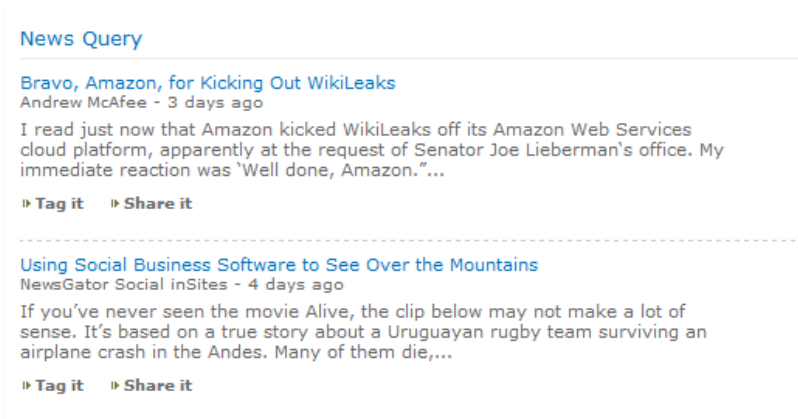 News Query
Bravo, Amazon, for Kicking Out WikiLeaks
Andrew McAfee - 3 days ago
I read just now that Amazon kicked WikiLeaks off its Amazon Web Services
cloud platform, apparently at the request of Senator Joe Lieberman‛s office. My
immediate reaction was ‛Well done, Amazon.”...
Tag it Share it
Using Social Business Software to See Over the Mountains
NewsGator Social inSites - 4 days ago
If you’ve never seen the movie Alive, the clip below may not make a lot of
sense. It’s based on a true story about a Uruguayan rugby team surviving an
airplane crash in the Andes. Many of them die,...
Tag it Share it